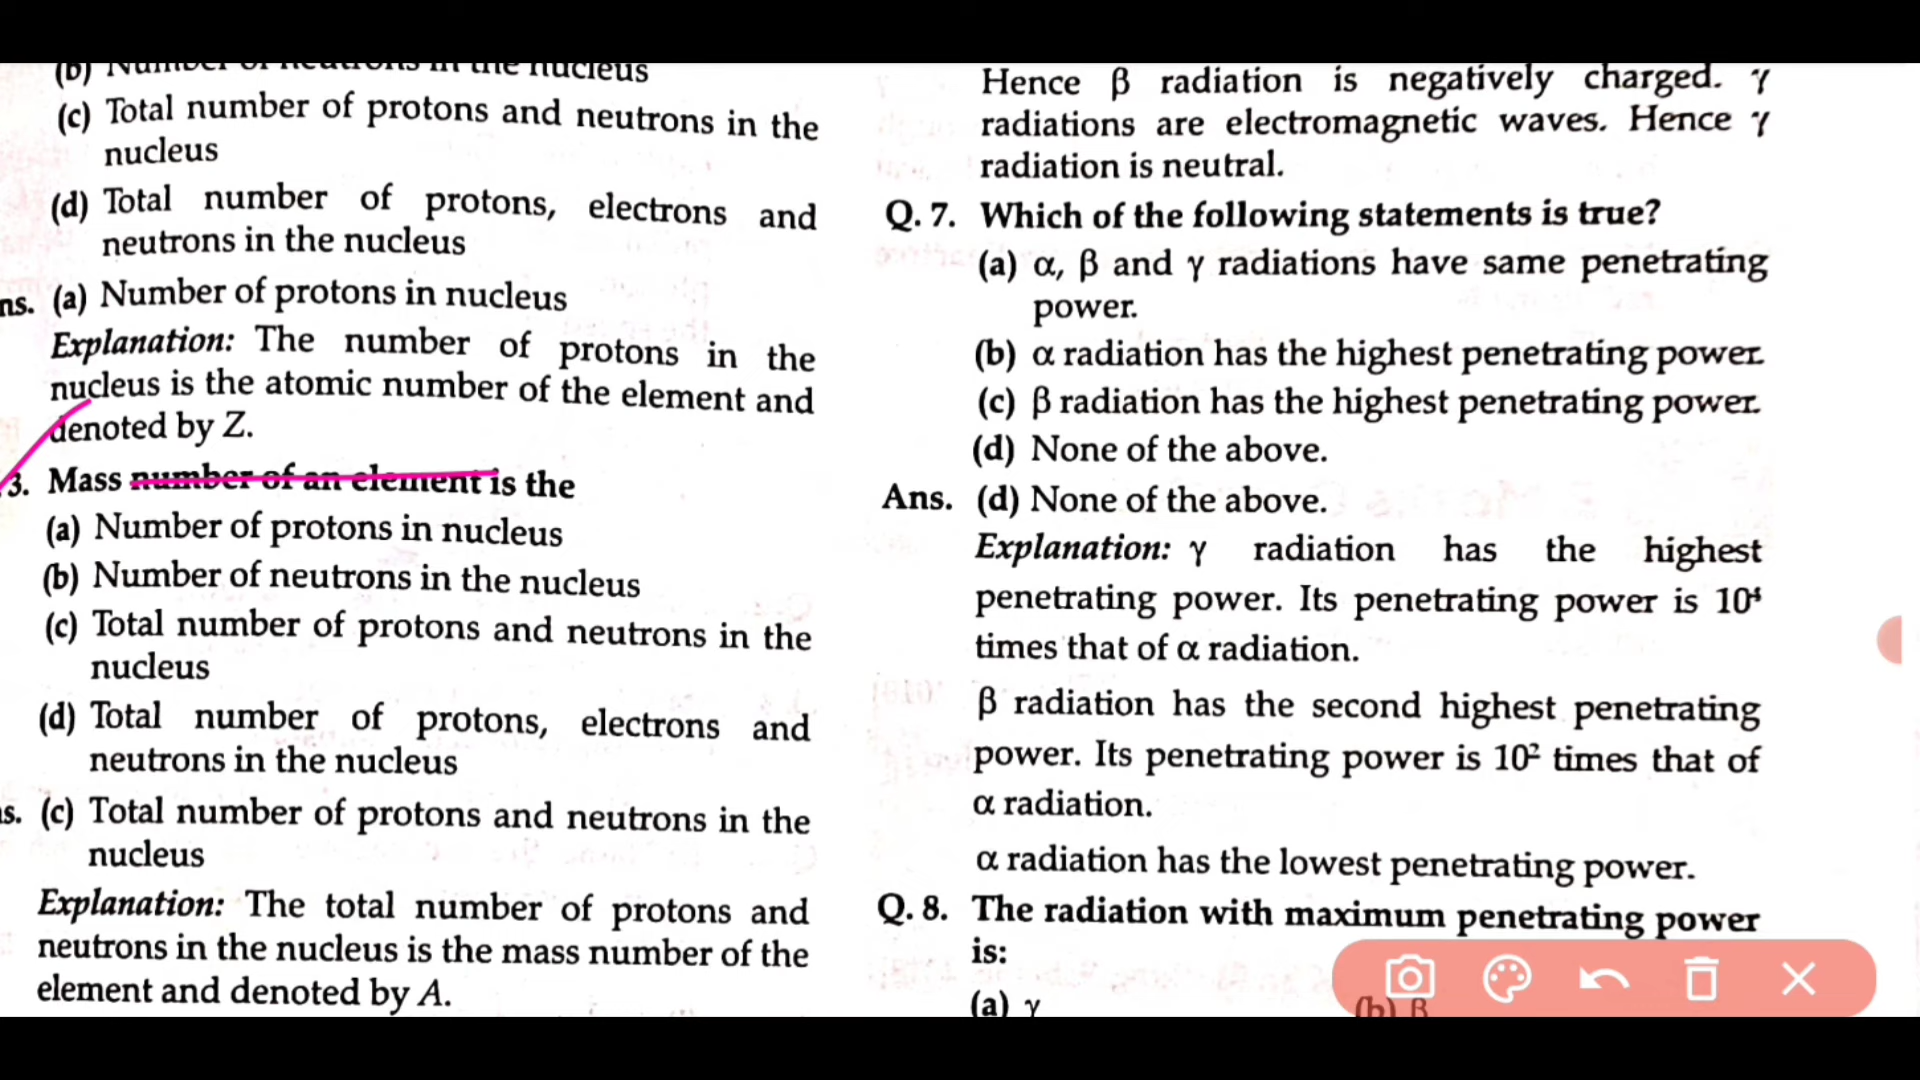 (b) Number of neutrons in the nucleus
(c) Total number of protons and neutrons in the
nucleus
(d) Total number of protons, electrons and
neutrons in the nucleus
ns. (a) Number of protons in nucleus
Explanation: The number of protons in the
nucleus is the atomic number of the element and
denoted by Z.
3. Mass number of an element is the
(a) Number of protons in nucleus
(b) Number of neutrons in the nucleus
(c) Total number of protons and neutrons in the
nucleus
(d) Total number of protons, electrons and
neutrons in the nucleus
s. (c) Total number of protons and neutrons in the
nucleus
Explanation: The total number of protons and
neutrons in the nucleus is the mass number of the
element and denoted by A.
Hence β radiation is negatively charged. γ
radiations are electromagnetic waves. Hence γ
radiation is neutral.
Q. 7. Which of the following statements is true?
(a) α, β and γ radiations have same penetrating
power.
(b) α radiation has the highest penetrating power.
(c) β radiation has the highest penetrating power.
(d) None of the above.
Ans. (d) None of the above.
Explanation: γ radiation has the highest
penetrating power. Its penetrating power is 10⁴
times that of α radiation.
β radiation has the second highest penetrating
power. Its penetrating power is 10² times that of
α radiation.
α radiation has the lowest penetrating power.
Q. 8. The radiation with maximum penetrating power
is:
(a) γ (b) β